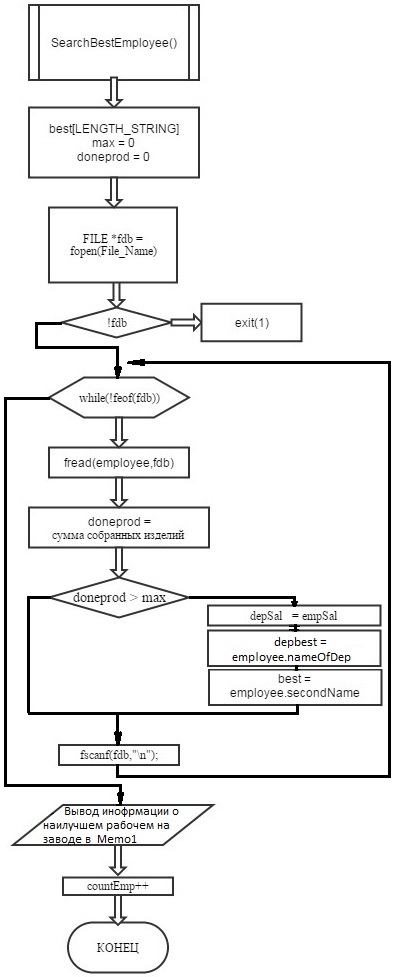 SearchBestEmployee()
best[LENGTH_STRING]
max = 0
doneprod = 0
FILE *fdb =
fopen(File_Name)
!fdb
exit(1)
while(!feof(fdb))
fread(employee,fdb)
doneprod =
сумма собранных изделий
doneprod > max
depSal = empSal
depbest =
employee.nameOfDep
best =
employee.secondName
fscanf(fdb,"\n");
Вывод инофрмации о
наилучшем рабочем на
заводе в Memo1
countEmp++
КОНЕЦ